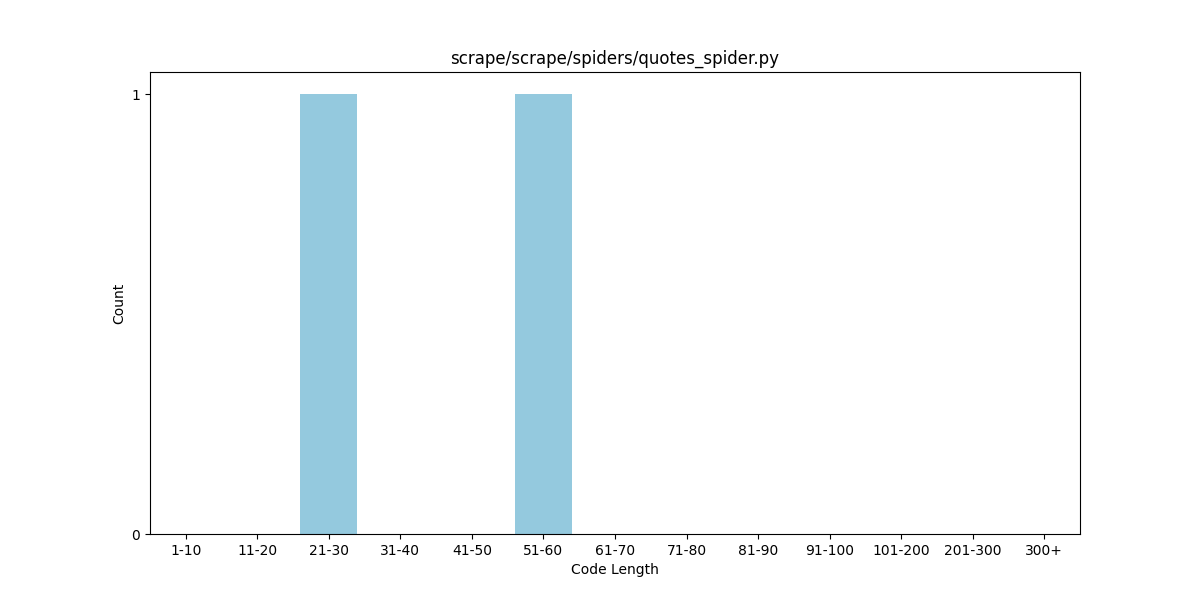 scrape/scrape/spiders/quotes_spider.py
1
Count
0
1-10 11-20 21-30 31-40 41-50 51-60 61-70 71-80 81-90 91-100 101-200 201-300 300+
Code Length